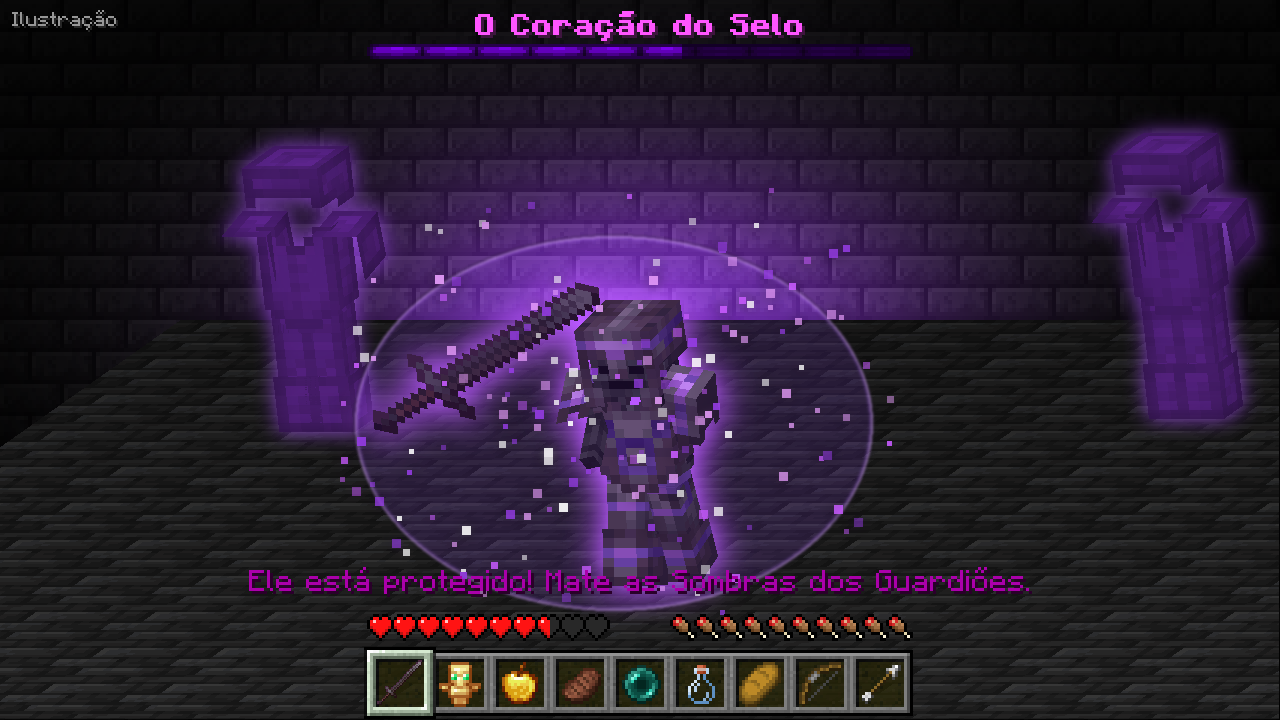 Ilustração
O Coração do Selo
Ele está protegido! Mate as Sombras dos Guardiões.